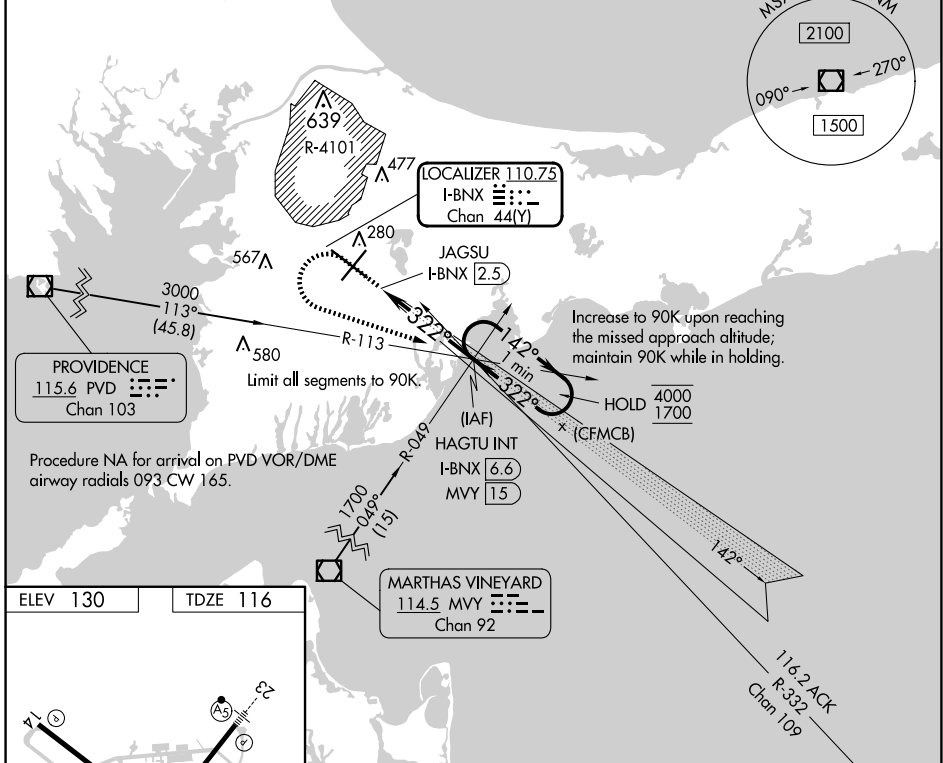 MSA
NM
2100
090°
270°
1500
639
R-4101
477
LOCALIZER 110.75
I-BNX
Chan 44(Y)
280
567
JAGSU
I-BNX 2.5
3000
113°
(45.8)
R-113
580
322°
142°
1 min
322°
Increase to 90K upon reaching
the missed approach altitude;
maintain 90K while in holding.
HOLD 4000
1700
(CFMCB)
PROVIDENCE
115.6 PVD
Chan 103
Limit all segments to 90K.
(IAF)
HAGTU INT
I-BNX 6.6
MVY 15
Procedure NA for arrival on PVD VOR/DME
airway radials 093 CW 165.
R-049
1700
049°
(15)
142°
MARTHAS VINEYARD
114.5 MVY
Chan 92
116.2 ACK
R-332
Chan 109
ELEV 130
TDZE 116
14
P
A5
23
P